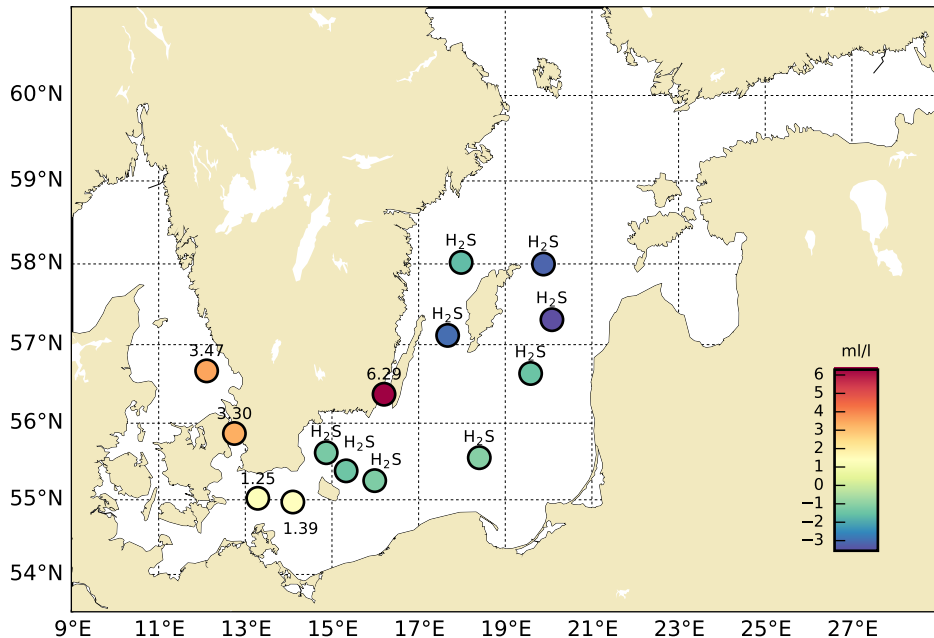 60°N
59°N
58°N
57°N
56°N
55°N
54°N
H₂S
H₂S
H₂S
H₂S
H₂S
3.47
6.29
3.30
H₂S
H₂S
H₂S
H₂S
1.25
1.39
ml/l
6
5
4
3
2
1
0
−1
−2
−3
9°E 11°E 13°E 15°E 17°E 19°E 21°E 23°E 25°E 27°E